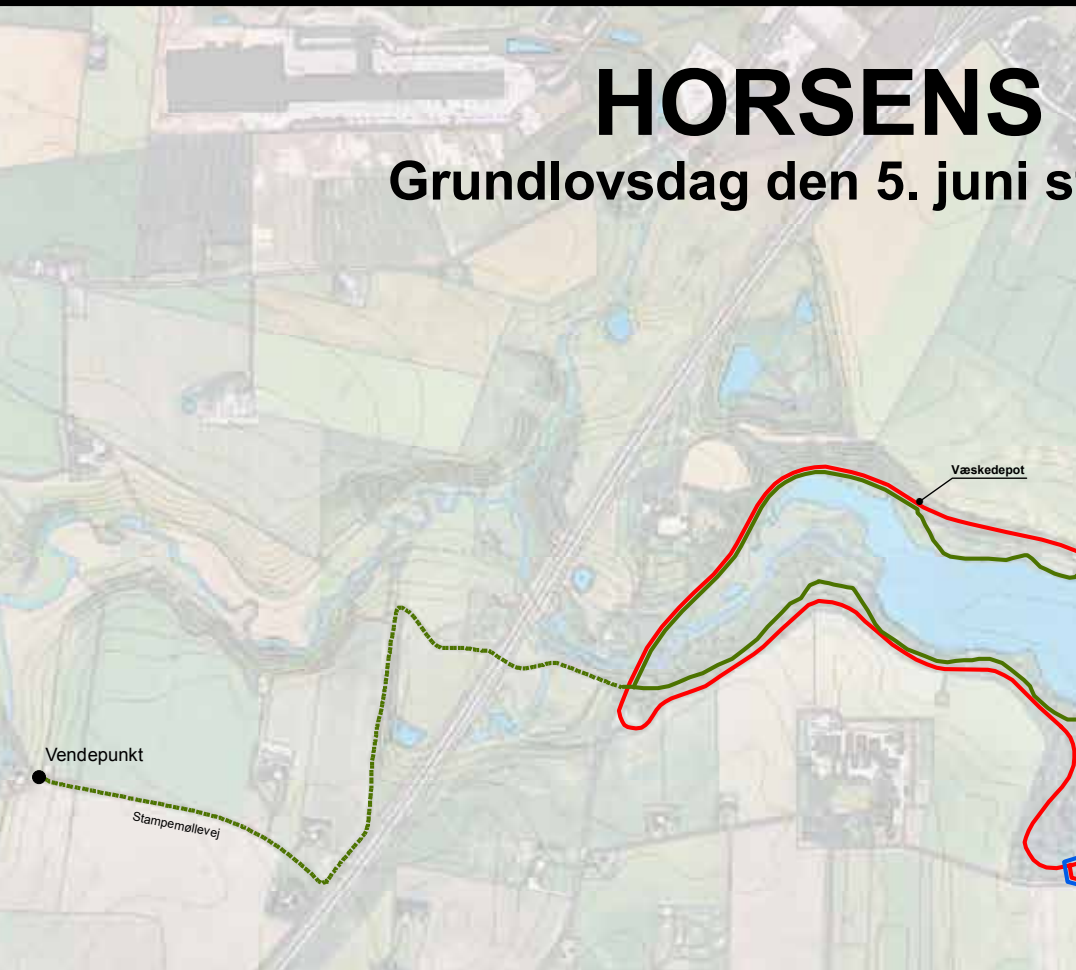 HORSENS
Grundlovsdag den 5. juni s
Væskedepot
Vendepunkt
Stampemøllevej